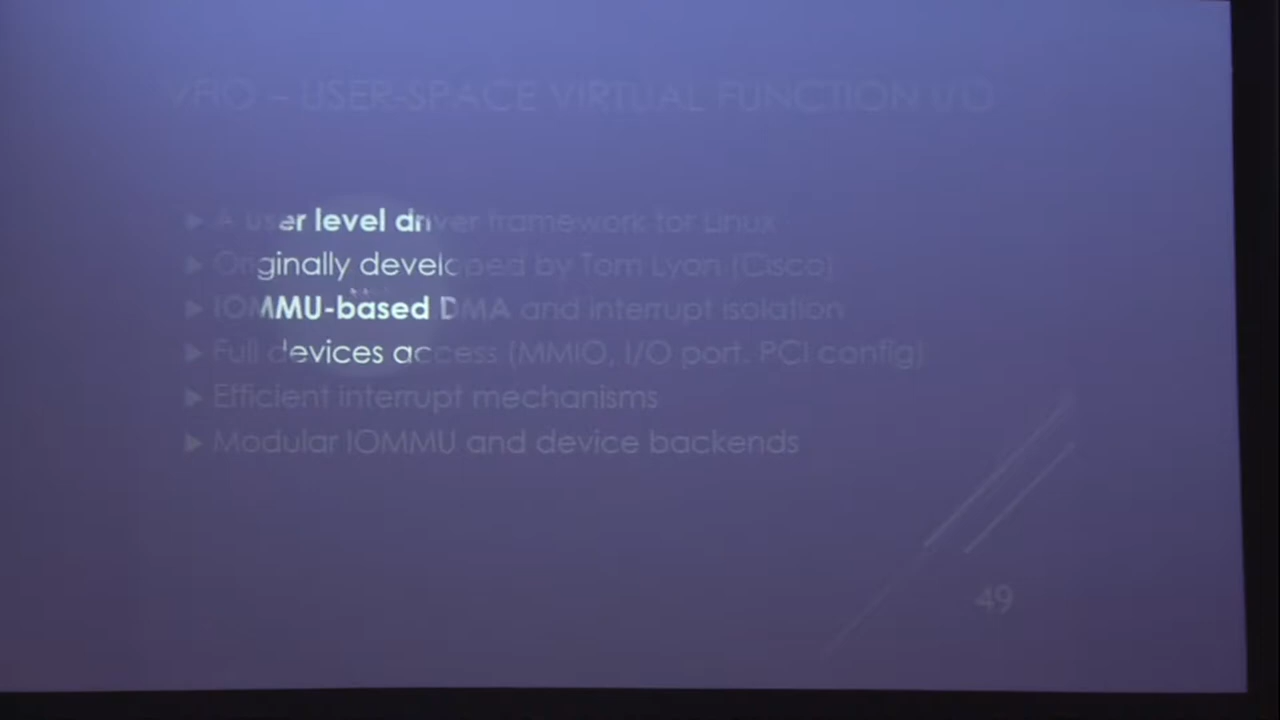 VFIO – USER-SPACE VIRTUAL FUNCTION I/O
► A user level driver framework for Linux
► Originally developed by Tom Lyon (Cisco)
► IOMMU-based DMA and interrupt isolation
► Full devices access (MMIO, I/O port, PCI config)
► Efficient interrupt mechanisms
► Modular IOMMU and device backends
49